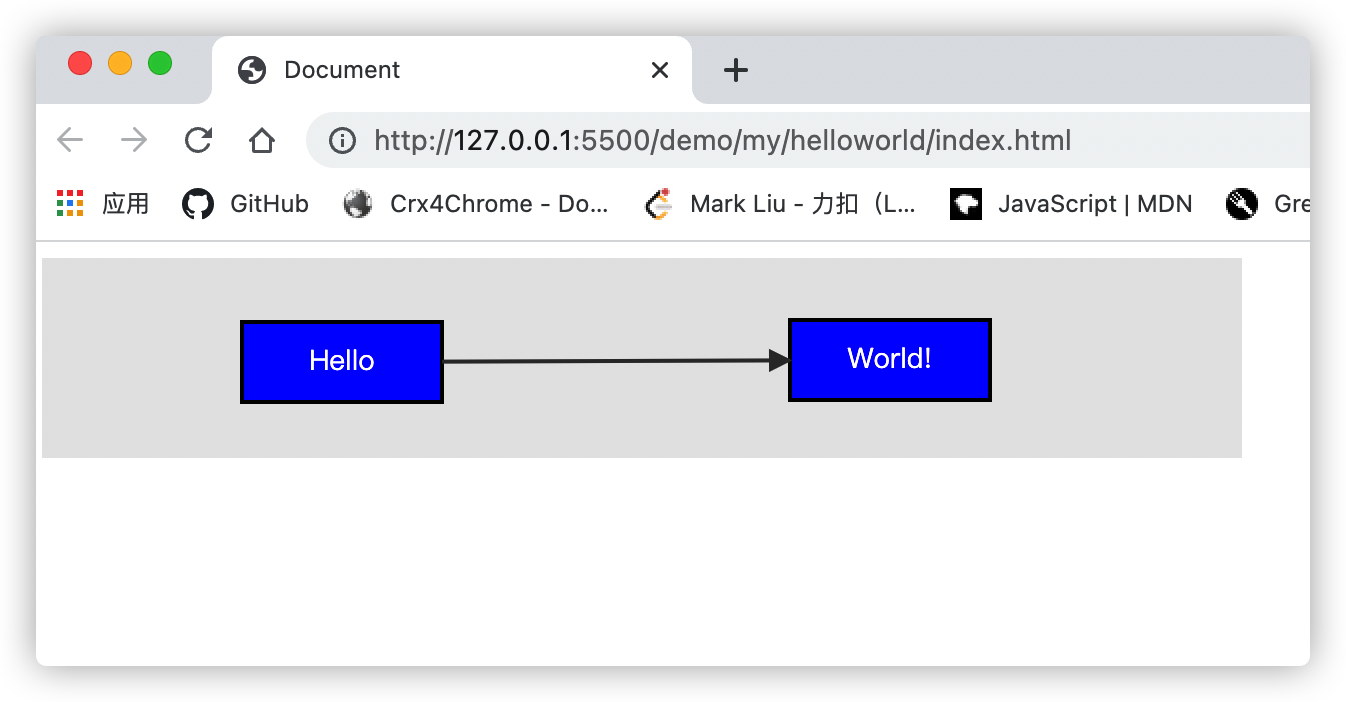 Document
http://127.0.0.1:5500/demo/my/helloworld/index.html
应用 GitHub Crx4Chrome - Do... Mark Liu - 力扣（L... JavaScript | MDN Gre
Hello World!